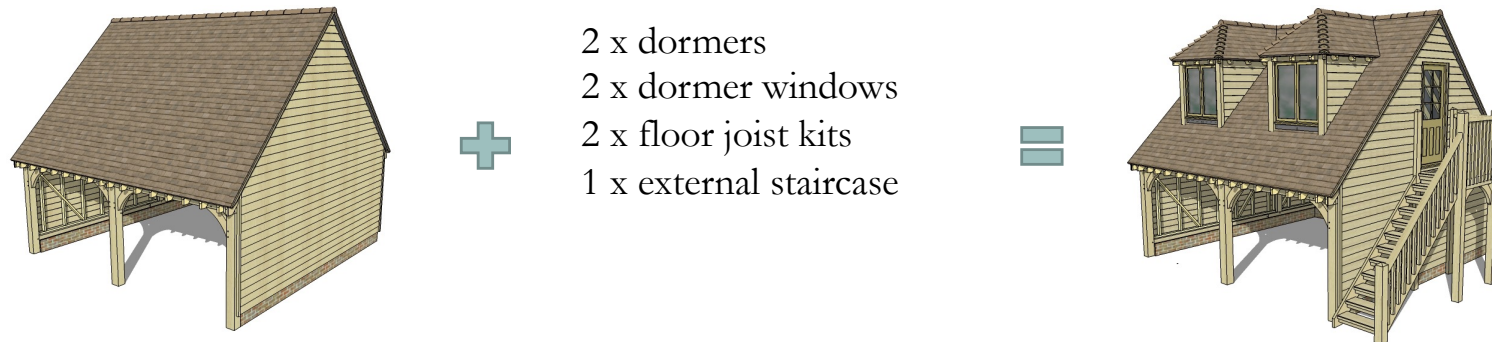 2 x dormers
2 x dormer windows
2 x floor joist kits
1 x external staircase